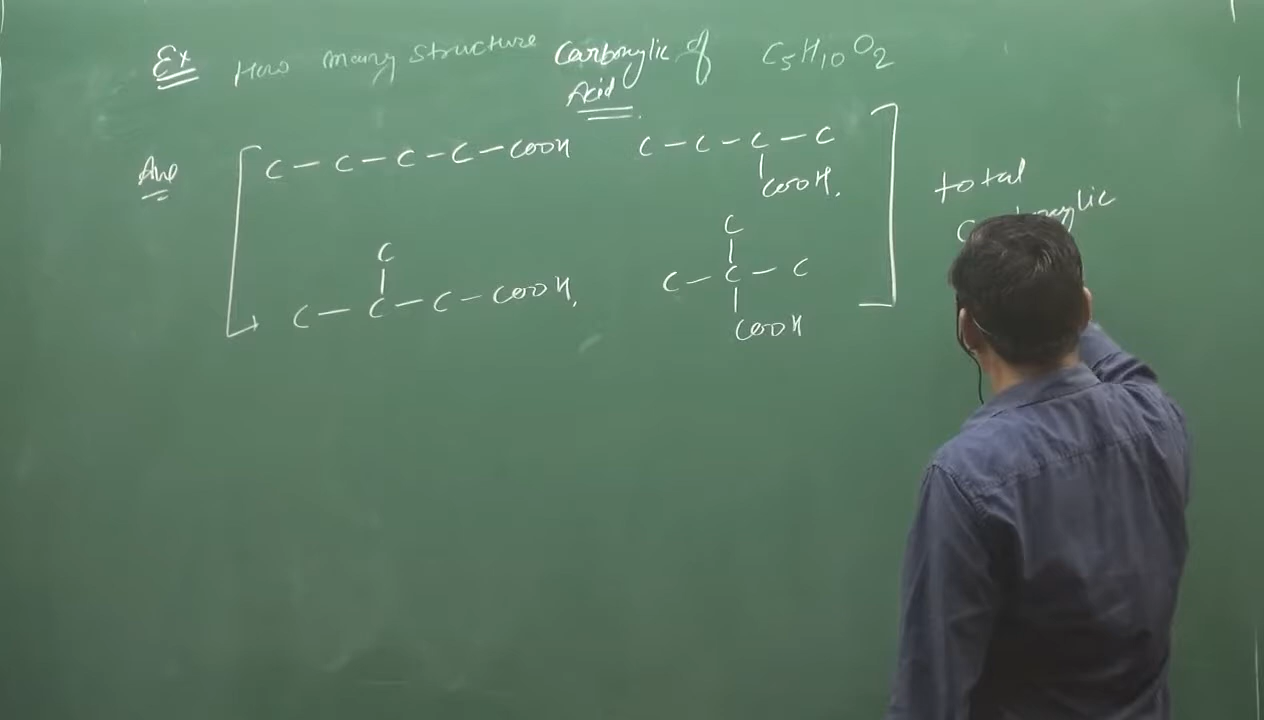 Ex How many structure Carboxylic of C5H10O2
Acid
Ans C – C – C – C – COOH C – C – C – C
COOH.
C
C
C – C – C – COOH. C – C – C
COOH
total